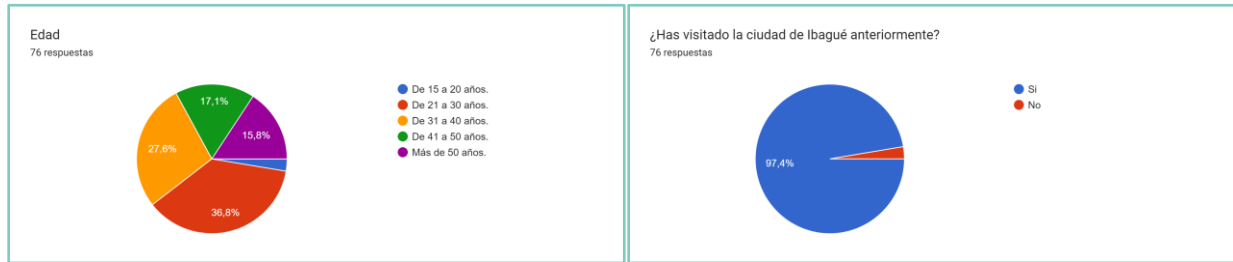 Edad
76 respuestas
De 15 a 20 años.
De 21 a 30 años.
De 31 a 40 años.
De 41 a 50 años.
Más de 50 años.
17,1%
15,8%
27,6%
36,8%
¿Has visitado la ciudad de Ibagué anteriormente?
76 respuestas
Si
No
97,4%